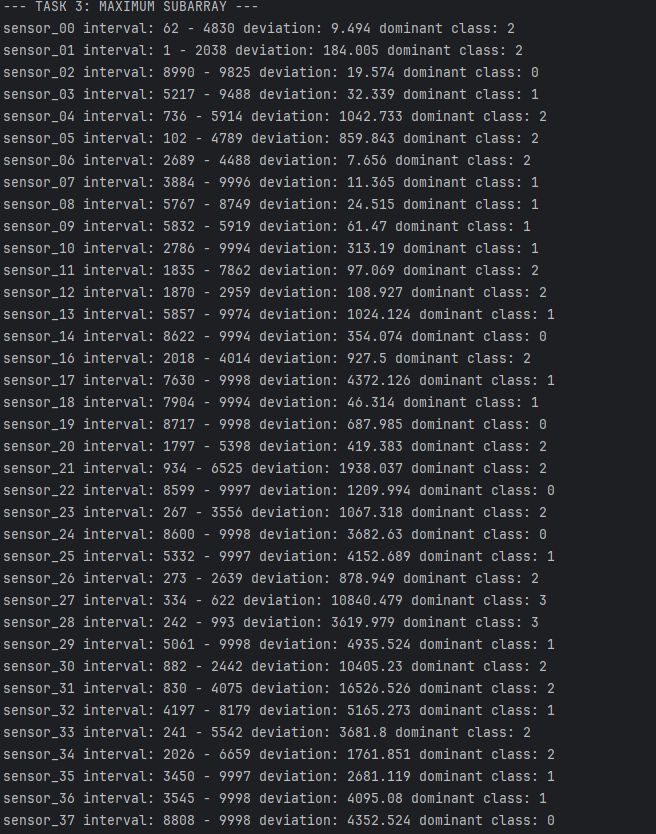 --- TASK 3: MAXIMUM SUBARRAY ---
sensor_00 interval: 62 - 4830 deviation: 9.494 dominant class: 2
sensor_01 interval: 1 - 2038 deviation: 184.005 dominant class: 2
sensor_02 interval: 8990 - 9825 deviation: 19.574 dominant class: 0
sensor_03 interval: 5217 - 9488 deviation: 32.339 dominant class: 1
sensor_04 interval: 736 - 5914 deviation: 1042.733 dominant class: 2
sensor_05 interval: 102 - 4789 deviation: 859.843 dominant class: 2
sensor_06 interval: 2689 - 4488 deviation: 7.656 dominant class: 2
sensor_07 interval: 3884 - 9996 deviation: 11.365 dominant class: 1
sensor_08 interval: 5767 - 8749 deviation: 24.515 dominant class: 1
sensor_09 interval: 5832 - 5919 deviation: 61.47 dominant class: 1
sensor_10 interval: 2786 - 9994 deviation: 313.19 dominant class: 1
sensor_11 interval: 1835 - 7862 deviation: 97.069 dominant class: 2
sensor_12 interval: 1870 - 2959 deviation: 108.927 dominant class: 2
sensor_13 interval: 5857 - 9974 deviation: 1024.124 dominant class: 1
sensor_14 interval: 8622 - 9994 deviation: 354.074 dominant class: 0
sensor_16 interval: 2018 - 4014 deviation: 927.5 dominant class: 2
sensor_17 interval: 7630 - 9998 deviation: 4372.126 dominant class: 1
sensor_18 interval: 7904 - 9994 deviation: 46.314 dominant class: 1
sensor_19 interval: 8717 - 9998 deviation: 687.985 dominant class: 0
sensor_20 interval: 1797 - 5398 deviation: 419.383 dominant class: 2
sensor_21 interval: 934 - 6525 deviation: 1938.037 dominant class: 2
sensor_22 interval: 8599 - 9997 deviation: 1209.994 dominant class: 0
sensor_23 interval: 267 - 3556 deviation: 1067.318 dominant class: 2
sensor_24 interval: 8600 - 9998 deviation: 3682.63 dominant class: 0
sensor_25 interval: 5332 - 9997 deviation: 4152.689 dominant class: 1
sensor_26 interval: 273 - 2639 deviation: 878.949 dominant class: 2
sensor_27 interval: 334 - 622 deviation: 10840.479 dominant class: 3
sensor_28 interval: 242 - 993 deviation: 3619.979 dominant class: 3
sensor_29 interval: 5061 - 9998 deviation: 4935.524 dominant class: 1
sensor_30 interval: 882 - 2442 deviation: 10405.23 dominant class: 2
sensor_31 interval: 830 - 4075 deviation: 16526.526 dominant class: 2
sensor_32 interval: 4197 - 8179 deviation: 5165.273 dominant class: 1
sensor_33 interval: 241 - 5542 deviation: 3681.8 dominant class: 2
sensor_34 interval: 2026 - 6659 deviation: 1761.851 dominant class: 2
sensor_35 interval: 3450 - 9997 deviation: 2681.119 dominant class: 1
sensor_36 interval: 3545 - 9998 deviation: 4095.08 dominant class: 1
sensor_37 interval: 8808 - 9998 deviation: 4352.524 dominant class: 0